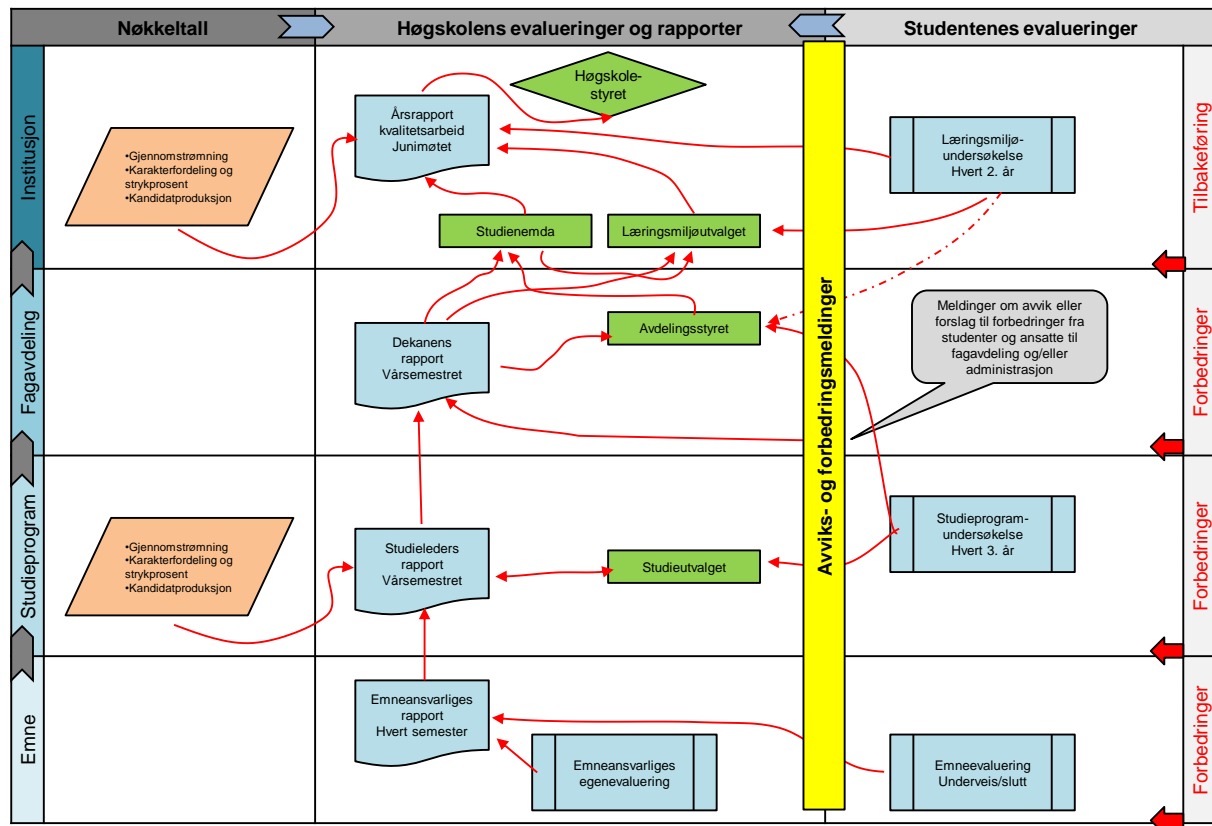 Nøkkeltall
Høgskolens evalueringer og rapporter
Studentenes evalueringer
Institusjon
•Gjennomstrømning
•Karakterfordeling og
strykprosent
•Kandidatproduksjon
Årsrapport
kvalitetsarbeid
Junimøtet
Høgskole-
styret
Studienemda
Læringsmiljøutvalget
Læringsmiljø-
undersøkelse
Hvert 2. år
Tilbakeføring
Fagavdeling
Dekanens
rapport
Vårsemestret
Avdelingsstyret
Avviks- og forbedringsmeldinger
Meldinger om avvik eller
forslag til forbedringer fra
studenter og ansatte til
fagavdeling og/eller
administrasjon
Forbedringer
Studieprogram
•Gjennomstrømning
•Karakterfordeling og
strykprosent
•Kandidatproduksjon
Studieleders
rapport
Vårsemestret
Studieutvalget
Studieprogram-
undersøkelse
Hvert 3. år
Forbedringer
Emne
Emneansvarliges
rapport
Hvert semester
Emneansvarliges
egenevaluering
Emneevaluering
Underveis/slutt
Forbedringer